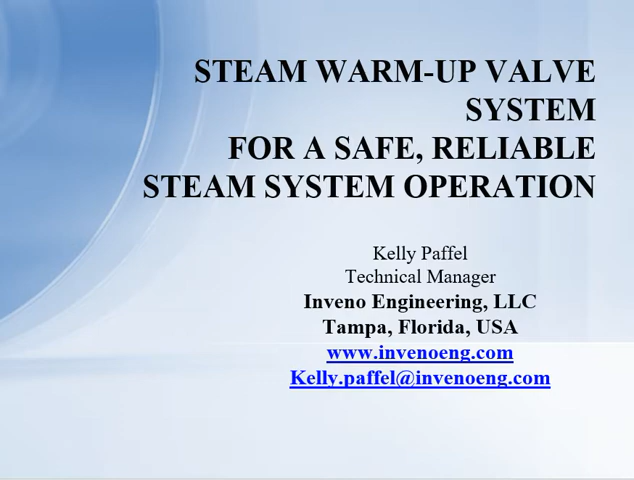 STEAM WARM-UP VALVE
SYSTEM
FOR A SAFE, RELIABLE
STEAM SYSTEM OPERATION
Kelly Paffel
Technical Manager
Inveno Engineering, LLC
Tampa, Florida, USA
www.invenoeng.com
Kelly.paffel@invenoeng.com